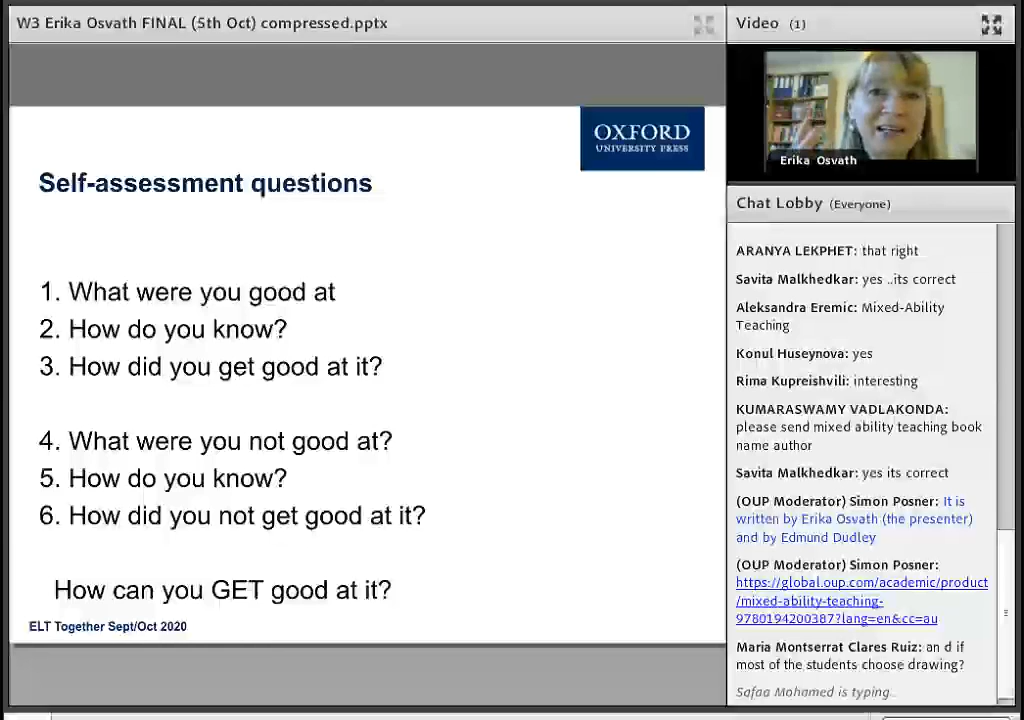 W3 Erika Osvath FINAL (5th Oct) compressed.pptx
OXFORD
UNIVERSITY PRESS
Self-assessment questions
1. What were you good at
2. How do you know?
3. How did you get good at it?
4. What were you not good at?
5. How do you know?
6. How did you not get good at it?
How can you GET good at it?
ELT Together Sept/Oct 2020
Video (1)
Erika Osvath
Chat Lobby (Everyone)
ARANYA LEKPHET: that right
Savita Malkhedkar: yes ..its correct
Aleksandra Eremic: Mixed-Ability
Teaching
Konul Huseynova: yes
Rima Kupreishvili: interesting
KUMARASWAMY VADLAKONDA:
please send mixed ability teaching book
name author
Savita Malkhedkar: yes its correct
(OUP Moderator) Simon Posner: It is
written by Erika Osvath (the presenter)
and by Edmund Dudley
(OUP Moderator) Simon Posner:
https://global.oup.com/academic/product
/mixed-ability-teaching-
9780194200387?lang=en&cc=au
Maria Montserrat Clares Ruiz: an d if
most of the students choose drawing?
Safaa Mohamed is typing..